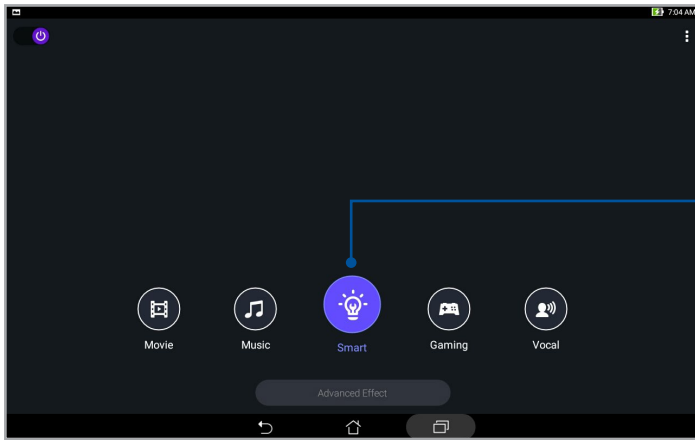 7:04 AM
Movie
Music
Smart
Gaming
Vocal
Advanced Effect